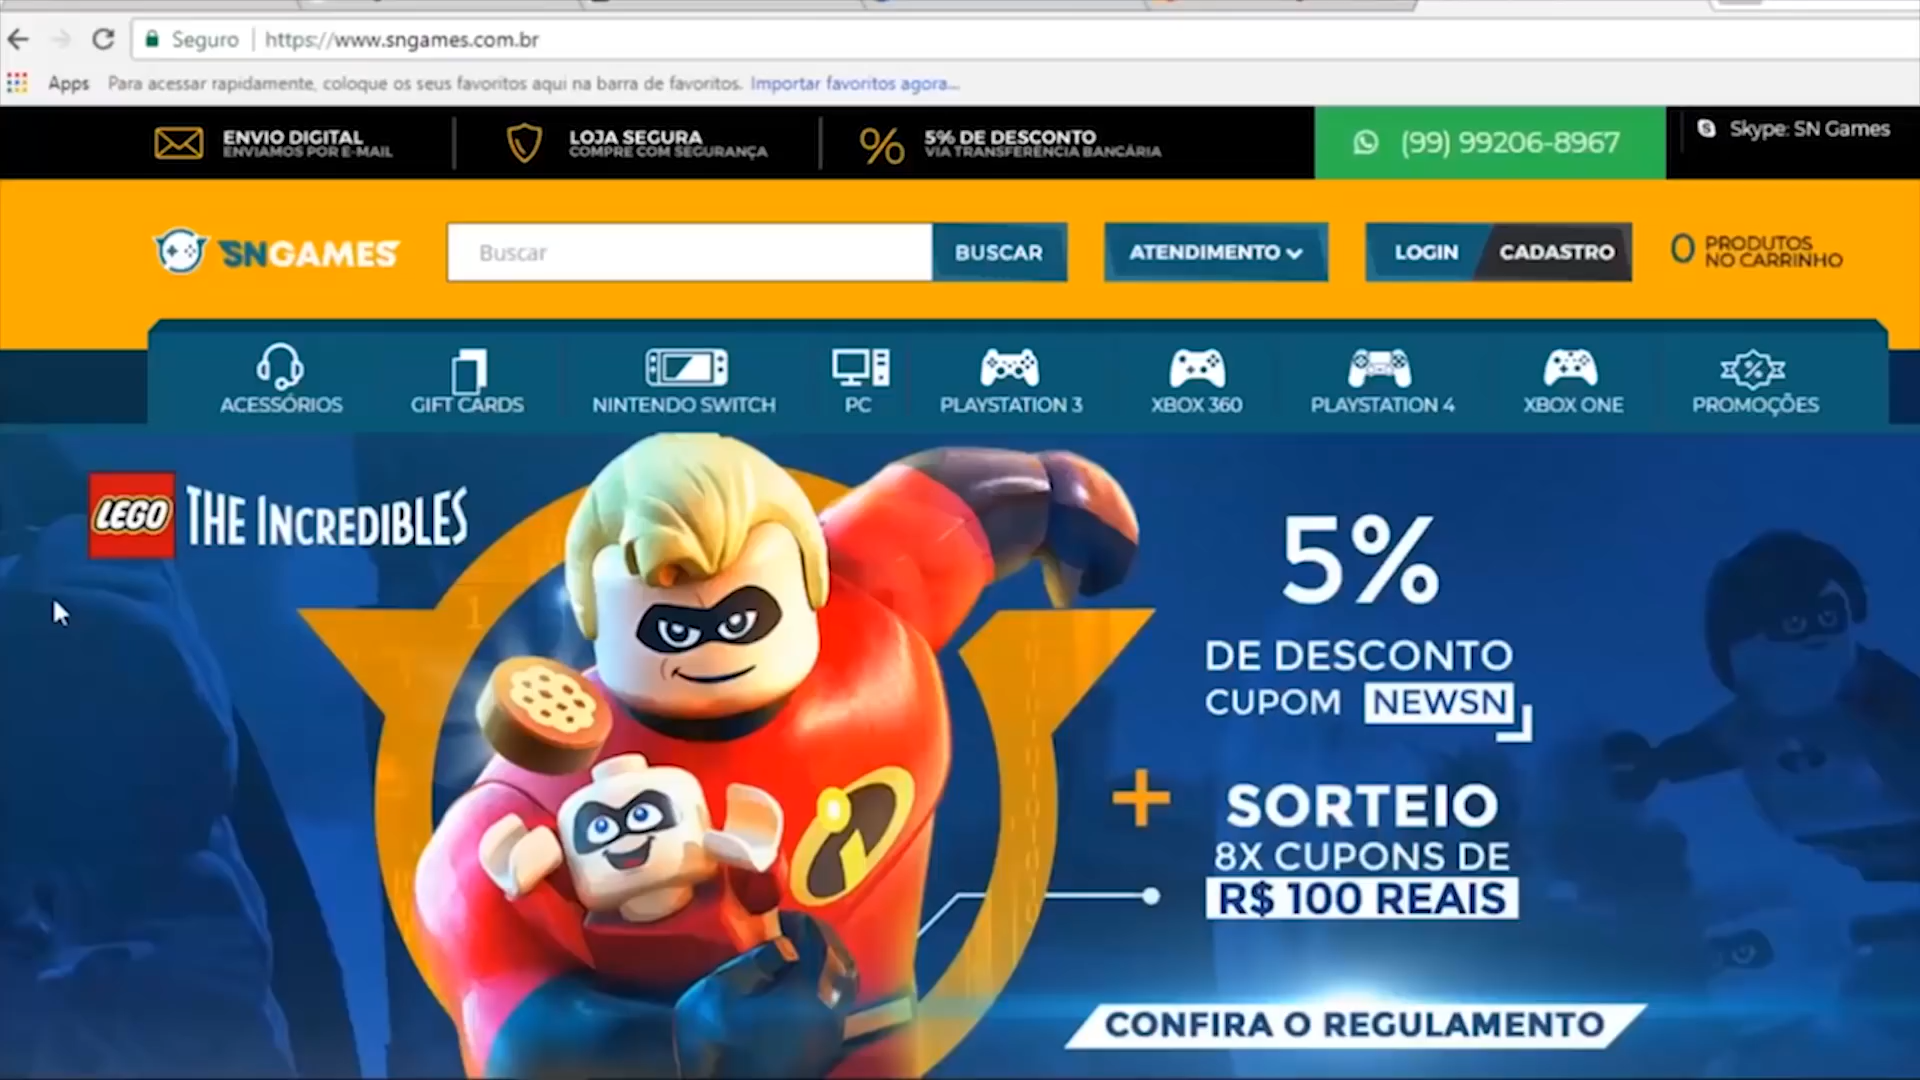 Seguro https://www.sngames.com.br
Apps Para acessar rapidamente, coloque os seus favoritos aqui na barra de favoritos. Importar favoritos agora...
ENVIO DIGITAL
ENVIAMOS POR E-MAIL
LOJA SEGURA
COMPRE COM SEGURANÇA
5% DE DESCONTO
VIA TRANSFERENCIA BANCÁRIA
(99) 99206-8967
Skype: SN Games
SNGAMES
Buscar
BUSCAR
ATENDIMENTO
LOGIN
CADASTRO
0 PRODUTOS
NO CARRINHO
ACESSÓRIOS
GIFT CARDS
NINTENDO SWITCH
PC
PLAYSTATION 3
XBOX 360
PLAYSTATION 4
XBOX ONE
PROMOÇÕES
LEGO THE INCREDIBLES
5%
DE DESCONTO
CUPOM NEWSN
+ SORTEIO
8X CUPONS DE
R$ 100 REAIS
CONFIRA O REGULAMENTO